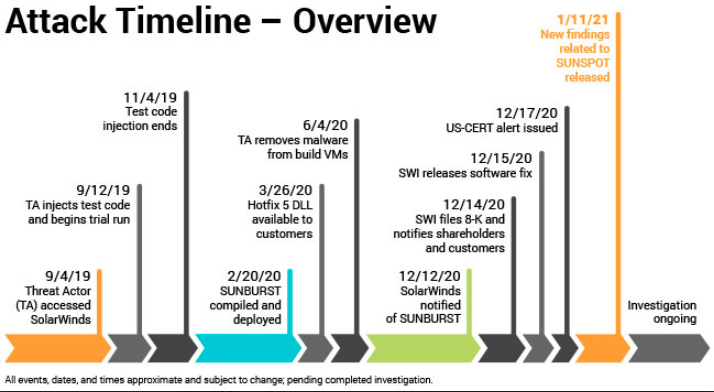 Attack Timeline – Overview
9/4/19
Threat Actor
(TA) accessed
SolarWinds
9/12/19
TA injects test code
and begins trial run
11/4/19
Test code
injection ends
2/20/20
SUNBURST
compiled and
deployed
3/26/20
Hotfix 5 DLL
available to
customers
6/4/20
TA removes malware
from build VMs
12/12/20
SolarWinds
notified
of SUNBURST
12/14/20
SWI files 8-K and
notifies shareholders
and customers
12/15/20
SWI releases software fix
12/17/20
US-CERT alert issued
1/11/21
New findings
related to
SUNSPOT
released
Investigation
ongoing
All events, dates, and times approximate and subject to change; pending completed investigation.